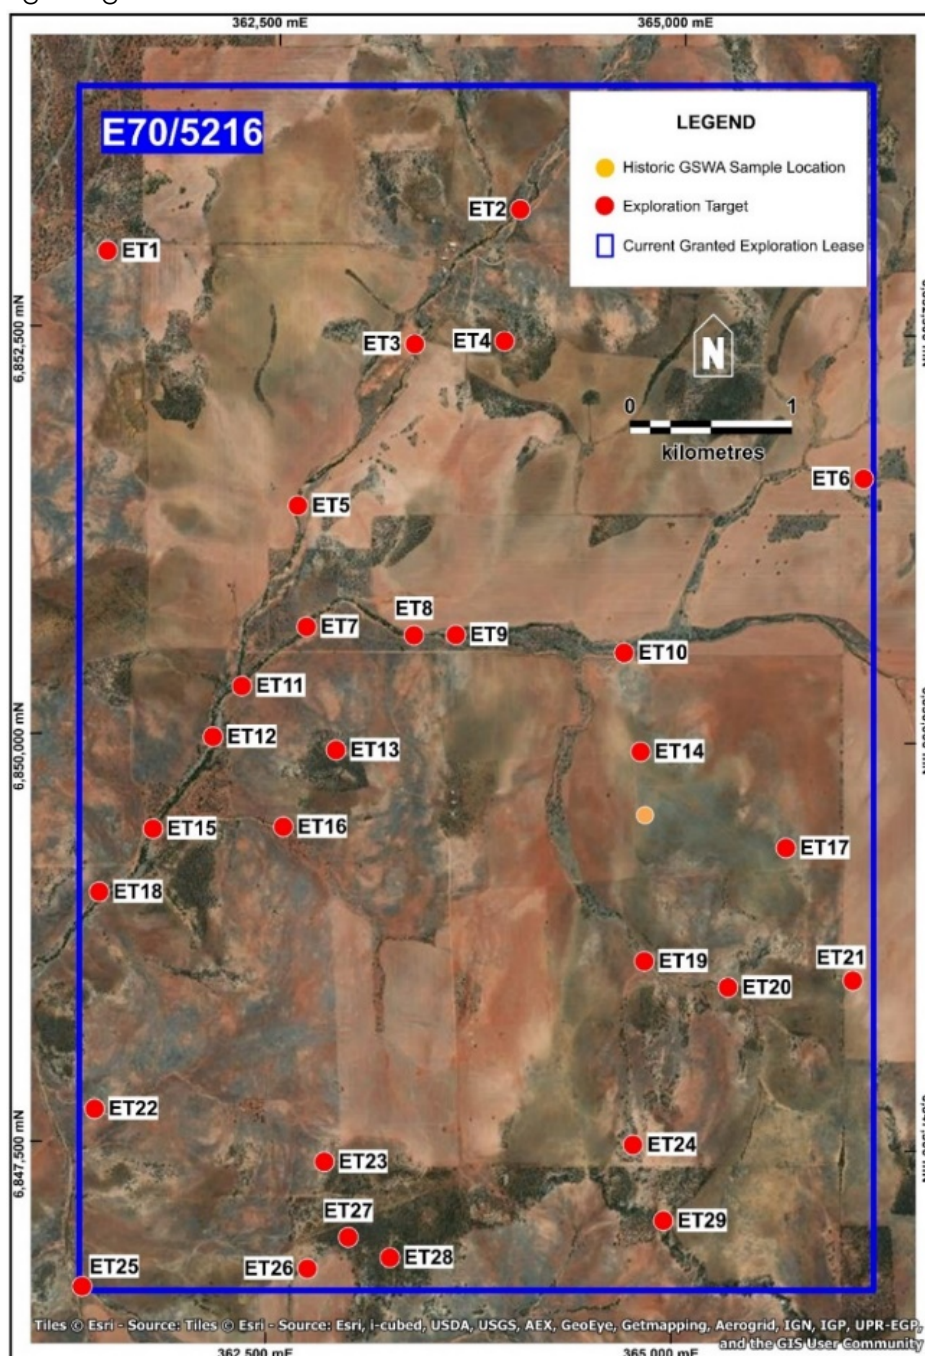 362,500 mE
365,000 mE
E70/5216
LEGEND
Historic GSWA Sample Location
Exploration Target
Current Granted Exploration Lease
ET2
ET1
6,852,500 mN
ET3
ET4
N
0
1
kilometres
ET6
ET5
ET8
ET7
ET9
ET10
ET11
6,850,000 mN
ET12
ET13
ET14
ET15
ET16
ET17
ET18
ET19
ET21
ET20
ET22
6,847,500 mN
ET24
ET23
ET27
ET29
ET28
ET26
ET25
Tiles © Esri - Source: Tiles © Esri - Source: Esri, i-cubed, USDA, USGS, AEX, GeoEye, Getmapping, Aerogrid, IGN, IGP, UPR-EGP,
and the GIS User Community
362,500 mE
365,000 mE